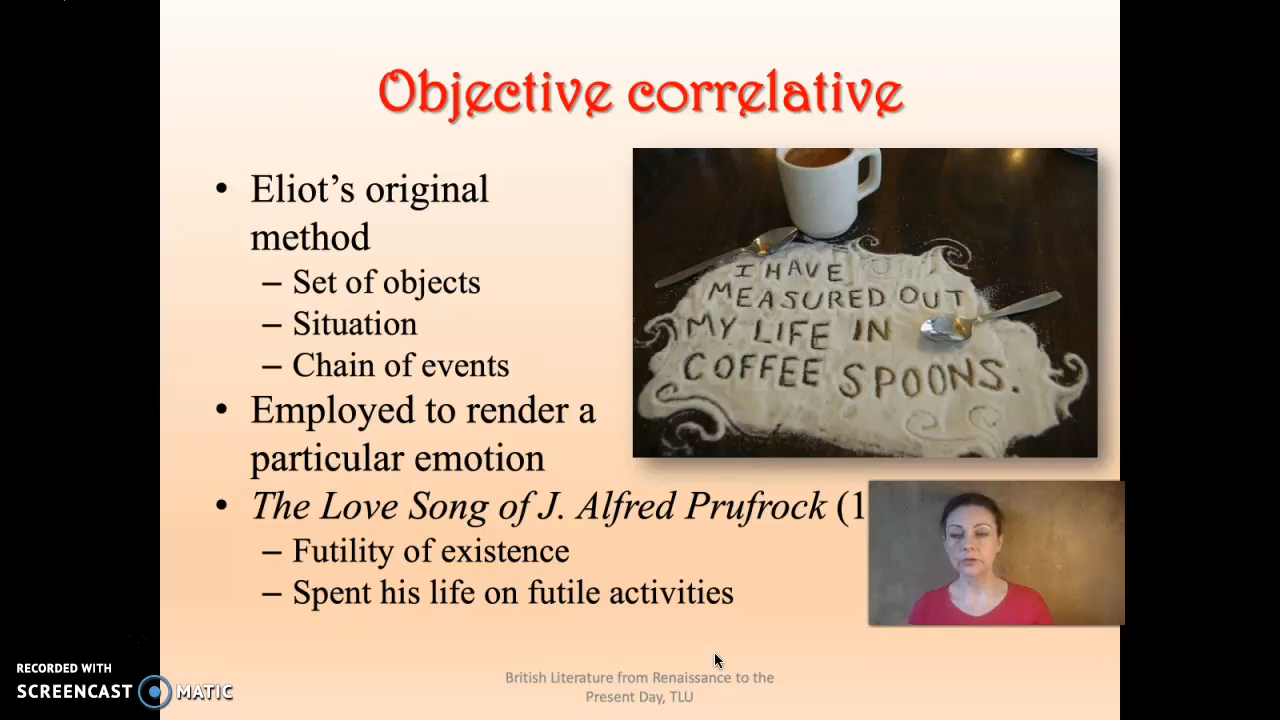 Objective correlative
• Eliot’s original
method
– Set of objects
– Situation
– Chain of events
• Employed to render a
particular emotion
• The Love Song of J. Alfred Prufrock (1
– Futility of existence
– Spent his life on futile activities
I HAVE
MEASURED OUT
MY LIFE IN
COFFEE SPOONS.
British Literature from Renaissance to the
Present Day, TLU
RECORDED WITH
SCREENCAST MATIC